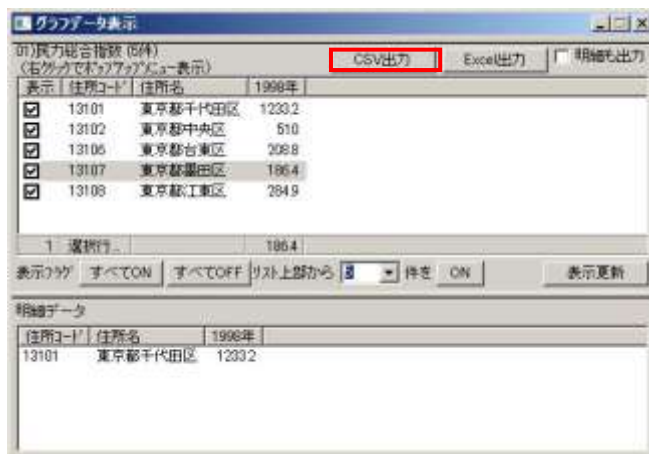 グラフデータ表示
01)民力総合指数 (5件)
(右クリックでポップアップメニュー表示)
CSV出力 Excel出力 明細も出力
表示 住所コード 住所名 1998年
13101 東京都千代田区 1233.2
13102 東京都中央区 510
13106 東京都台東区 208.8
13107 東京都墨田区 186.4
13108 東京都江東区 284.9
1 選択行... 186.4
表示フラグ すべてON すべてOFF リスト上部から 件を ON 表示更新
明細データ
住所コード 住所名 1998年
13101 東京都千代田区 1233.2